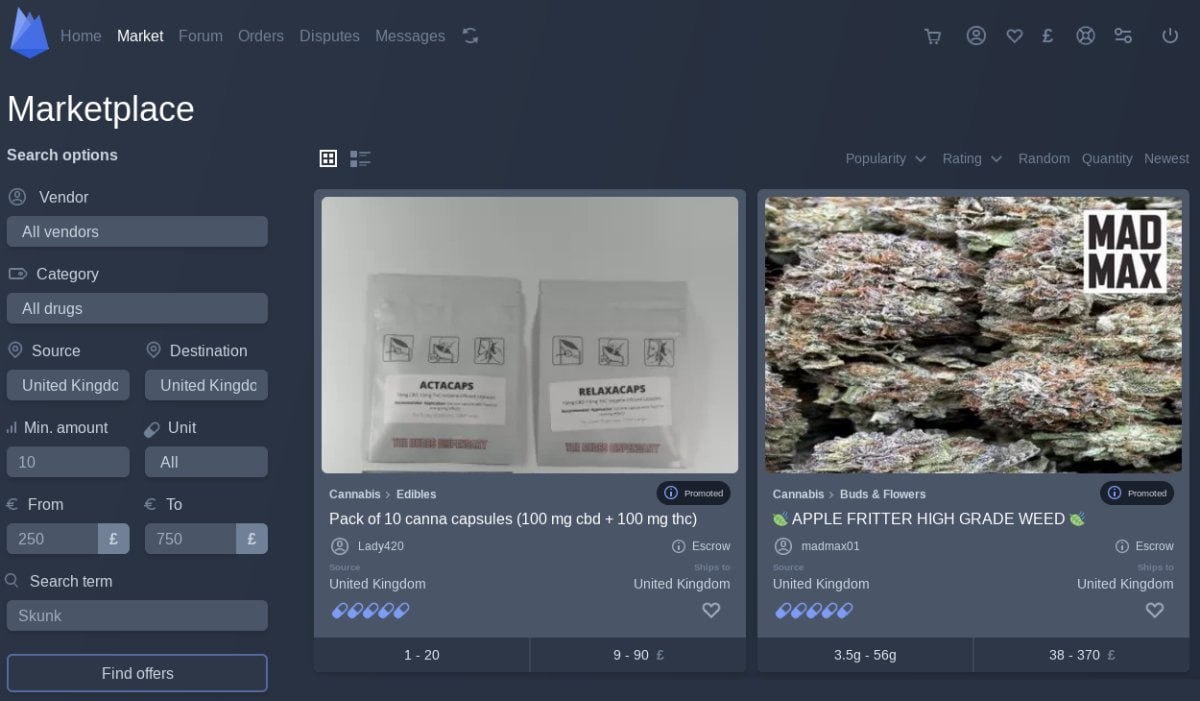 Home Market Forum Orders Disputes Messages £
Marketplace
Search options
Popularity Rating Random Quantity Newest
Vendor
All vendors
Category
All drugs
Source Destination
United Kingdo United Kingdo
Min. amount Unit
10 All
€ From € To
250 £ 750 £
Search term
Skunk
Find offers
ACTACAPS
RELAXACAPS
THE DUDES DISPENSARY
THE DUDES DISPENSARY
Cannabis › Edibles Promoted
Pack of 10 canna capsules (100 mg cbd + 100 mg thc)
Lady420 Escrow
Source Ships to
United Kingdom United Kingdom
1 - 20 9 - 90 £
MAD
MAX
Cannabis › Buds & Flowers Promoted
APPLE FRITTER HIGH GRADE WEED
madmax01 Escrow
Source Ships to
United Kingdom United Kingdom
3.5g - 56g 38 - 370 £